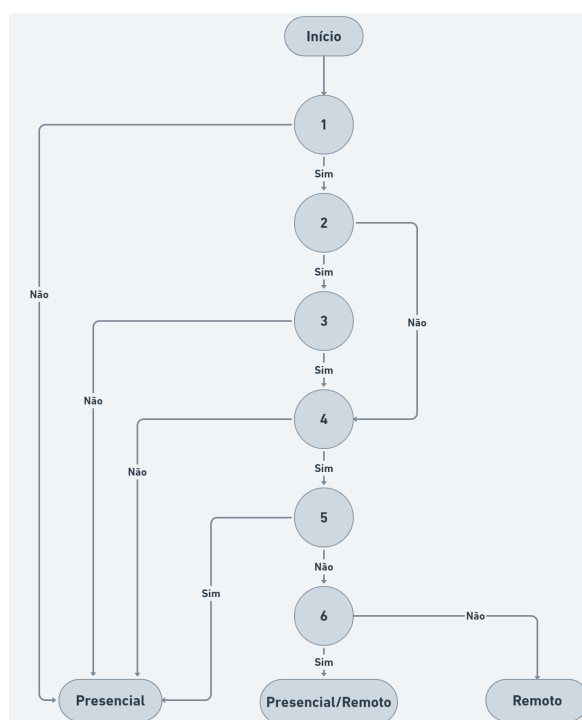 Início
1
Sim
2
Sim
Não
3
Não
Sim
Não
4
Não
Sim
5
Não
Sim
6
Não
Sim
Presencial
Presencial/Remoto
Remoto